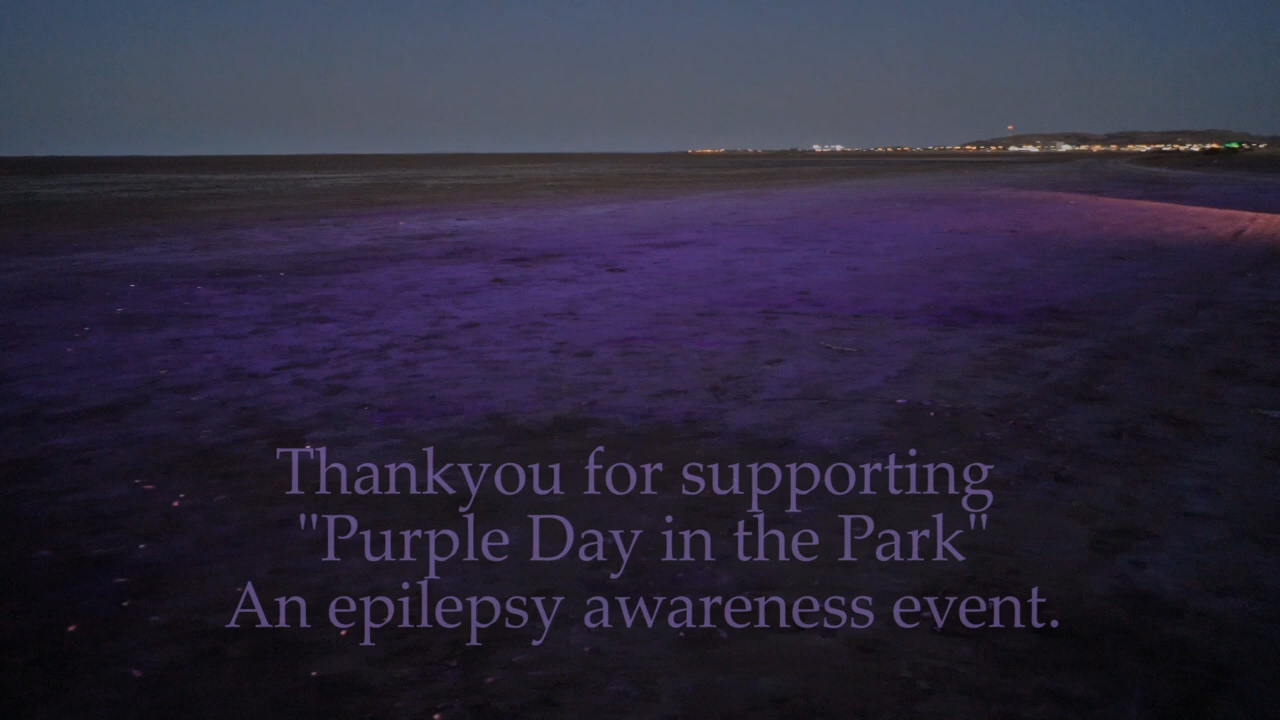 Thankyou for supporting
"Purple Day in the Park"
An epilepsy awareness event.